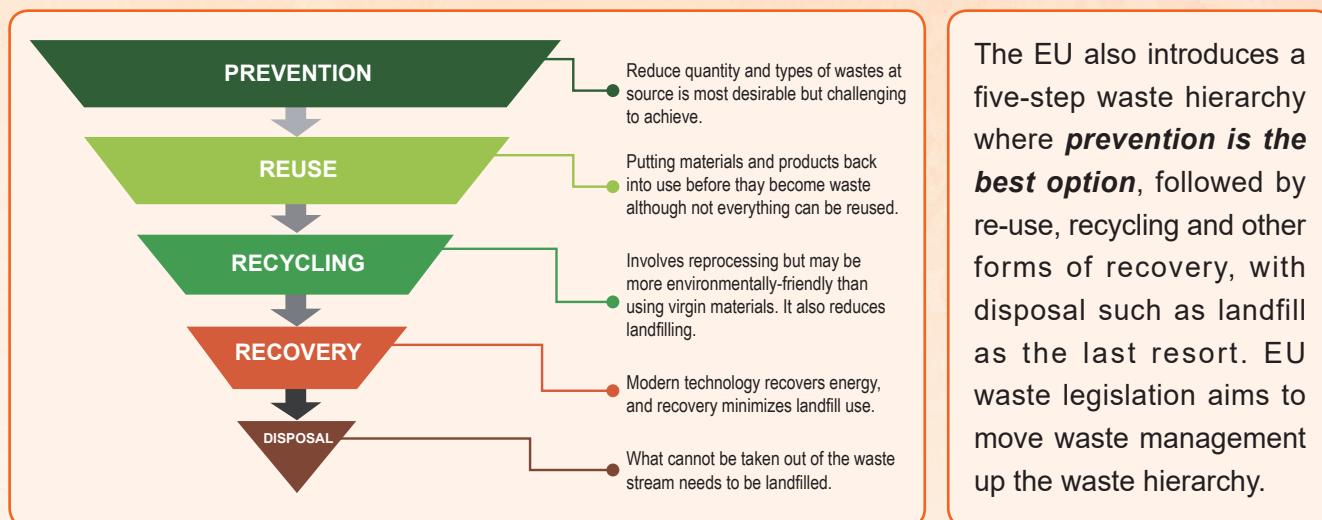 PREVENTION
Reduce quantity and types of wastes at
source is most desirable but challenging
to achieve.
REUSE
Putting materials and products back
into use before thay become waste
although not everything can be reused.
RECYCLING
Involves reprocessing but may be
more environmentally-friendly than
using virgin materials. It also reduces
landfilling.
RECOVERY
Modern technology recovers energy,
and recovery minimizes landfill use.
DISPOSAL
What cannot be taken out of the waste
stream needs to be landfilled.
The EU also introduces a
five-step waste hierarchy
where prevention is the
best option, followed by
re-use, recycling and other
forms of recovery, with
disposal such as landfill
as the last resort. EU
waste legislation aims to
move waste management
up the waste hierarchy.